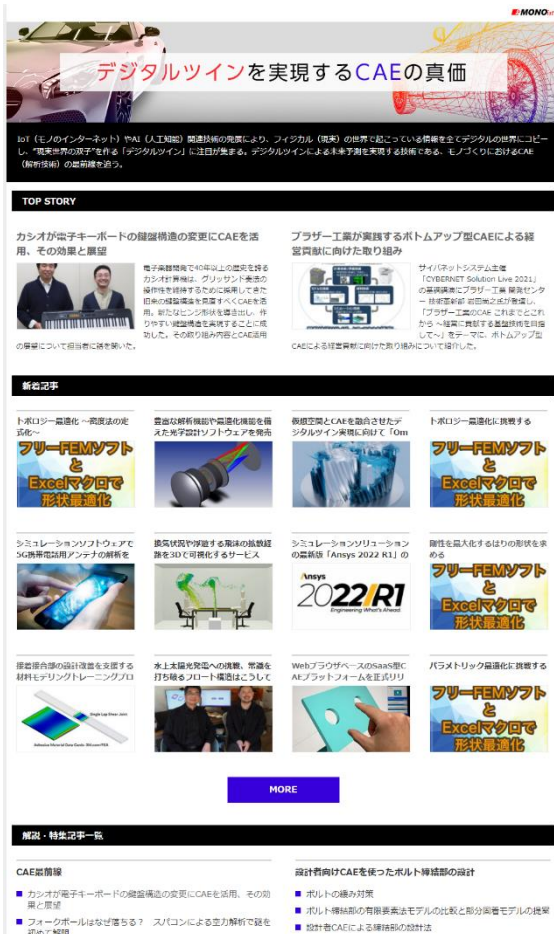 MONOist
デジタルツインを実現するCAEの真価
IoT（モノのインターネット）やAI（人工知能）関連技術の発展により、フィジカル（現実）の世界で起こっている情報を全てデジタルの世界にコピー
し、“現実世界の双子”を作る「デジタルツイン」に注目が集まる。デジタルツインによる未来予測を実現する技術である、モノづくりにおけるCAE
（解析技術）の最前線を追う。
TOP STORY
カシオが電子キーボードの鍵盤構造の変更にCAEを活
用、その効果と展望
電子楽器開発で40年以上の歴史を誇る
カシオ計算機は、グリッサンド奏法の
操作性を維持するために採用してきた
旧来の鍵盤構造を見直すべくCAEを活
用。新たなヒンジ形状を導き出し、作
りやすい鍵盤構造を実現することに成
功した。その取り組み内容とCAE活用
の展望について担当者に話を聞いた。
ブラザー工業が実践するボトムアップ型CAEによる経
営貢献に向けた取り組み
サイバネットシステム主催
「CYBERNET Solution Live 2021」
の基調講演にブラザー工業 開発センタ
ー 技術革新部 岩田尚之氏が登壇し、
「ブラザー工業のCAE これまでとこれ
から ～経営に貢献する基盤技術を目指
して～」をテーマに、ボトムアップ型
CAEによる経営貢献に向けた取り組みについて紹介した。
新着記事
トポロジー最適化 ～密度法の定
式化～
フリーFEMソフト
と
Excelマクロで
形状最適化
豊富な解析機能や最適化機能を備
えた光学設計ソフトウェアを発売
仮想空間とCAEを融合させたデ
ジタルツイン実現に向けて「Om
トポロジー最適化に挑戦する
フリーFEMソフト
と
Excelマクロで
形状最適化
シミュレーションソフトウェアで
5G携帯電話用アンテナの解析を
換気状況や浮遊する飛沫の拡散経
路を3Dで可視化するサービス
シミュレーションソリューション
の最新版「Ansys 2022 R1」の
Ansys
2022 R1
Engineering What's Ahead.
剛性を最大化するはりの形状を求
める
フリーFEMソフト
と
Excelマクロで
形状最適化
接着接合部の設計改善を支援する
材料モデリングトレーニングプロ
Single Lap Shear Joint
水上太陽光発電への挑戦、常識を
打ち破るフロート構造はこうして
WebブラウザベースのSaaS型C
AEプラットフォームを正式リリ
パラメトリック最適化に挑戦する
フリーFEMソフト
と
Excelマクロで
形状最適化
MORE
解説・特集記事一覧
CAE最前線
カシオが電子キーボードの鍵盤構造の変更にCAEを活用、その効
果と展望
フォークボールはなぜ落ちる？ スパコンによる空力解析で謎を
初めて解明
設計者向けCAEを使ったボルト締結部の設計
ボルトの緩み対策
ボルト締結部の有限要素法モデルの比較と部分固着モデルの提案
設計者CAEによる締結部の設計法